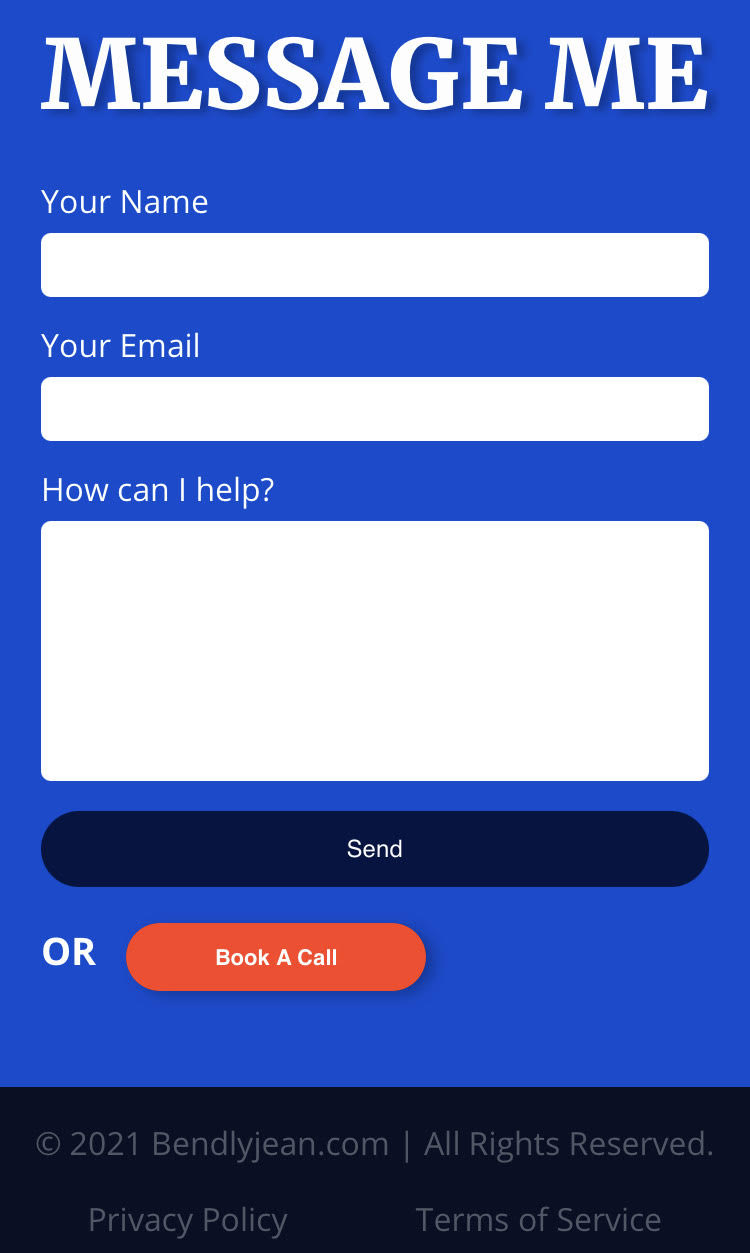 MESSAGE ME
Your Name
Your Email
How can I help?
Send
OR Book A Call
© 2021 Bendlyjean.com | All Rights Reserved.
Privacy Policy Terms of Service